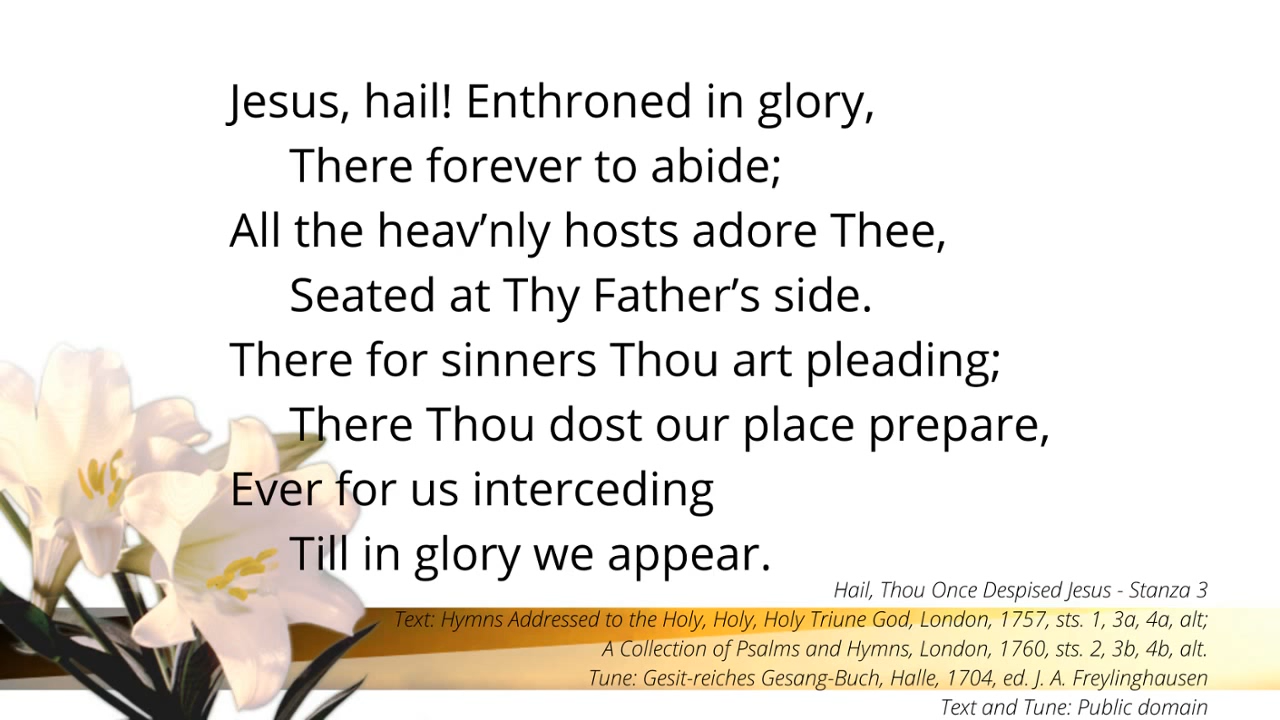 Jesus, hail! Enthroned in glory,
There forever to abide;
All the heav’nly hosts adore Thee,
Seated at Thy Father’s side.
There for sinners Thou art pleading;
There Thou dost our place prepare,
Ever for us interceding
Till in glory we appear.
Hail, Thou Once Despised Jesus - Stanza 3
Text: Hymns Addressed to the Holy, Holy, Holy Triune God, London, 1757, sts. 1, 3a, 4a, alt;
A Collection of Psalms and Hymns, London, 1760, sts. 2, 3b, 4b, alt.
Tune: Gesit-reiches Gesang-Buch, Halle, 1704, ed. J. A. Freylinghausen
Text and Tune: Public domain